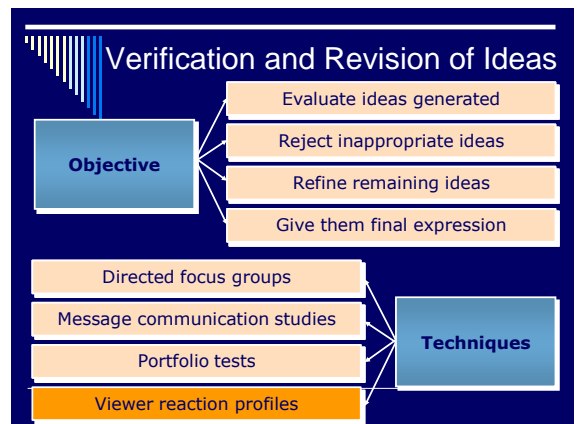 Verification and Revision of Ideas
Evaluate ideas generated
Reject inappropriate ideas
Objective
Refine remaining ideas
Give them final expression
Directed focus groups
Message communication studies
Techniques
Portfolio tests
Viewer reaction profiles